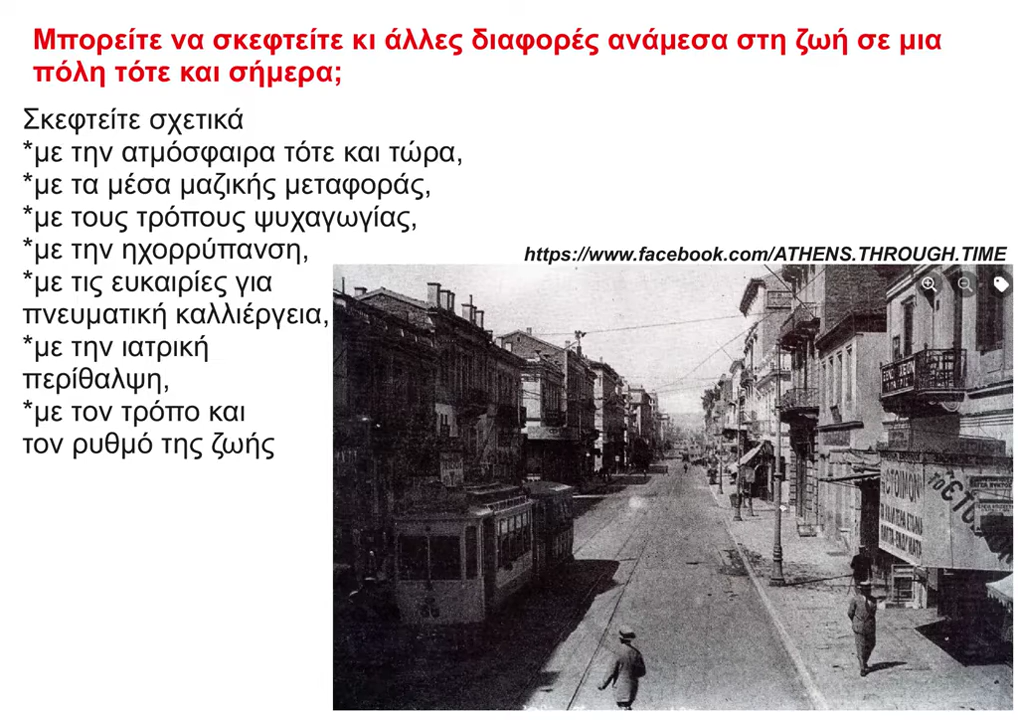 Μπορείτε να σκεφτείτε κι άλλες διαφορές ανάμεσα στη ζωή σε μια
πόλη τότε και σήμερα;
Σκεφτείτε σχετικά
*με την ατμόσφαιρα τότε και τώρα,
*με τα μέσα μαζικής μεταφοράς,
*με τους τρόπους ψυχαγωγίας,
*με την ηχορρύπανση,
*με τις ευκαιρίες για
πνευματική καλλιέργεια,
*με την ιατρική
περίθαλψη,
*με τον τρόπο και
τον ρυθμό της ζωής
https://www.facebook.com/ATHENS.THROUGH.TIME
ΤΟ ΕΤΟ